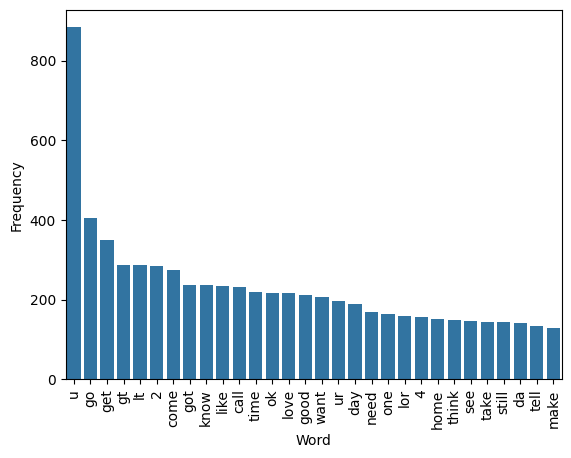 800
600
400
200
0
Frequency
u
go
get
gt
lt
2
come
got
know
like
call
time
ok
love
good
want
ur
day
need
one
lor
4
home
think
see
take
still
da
tell
make
Word